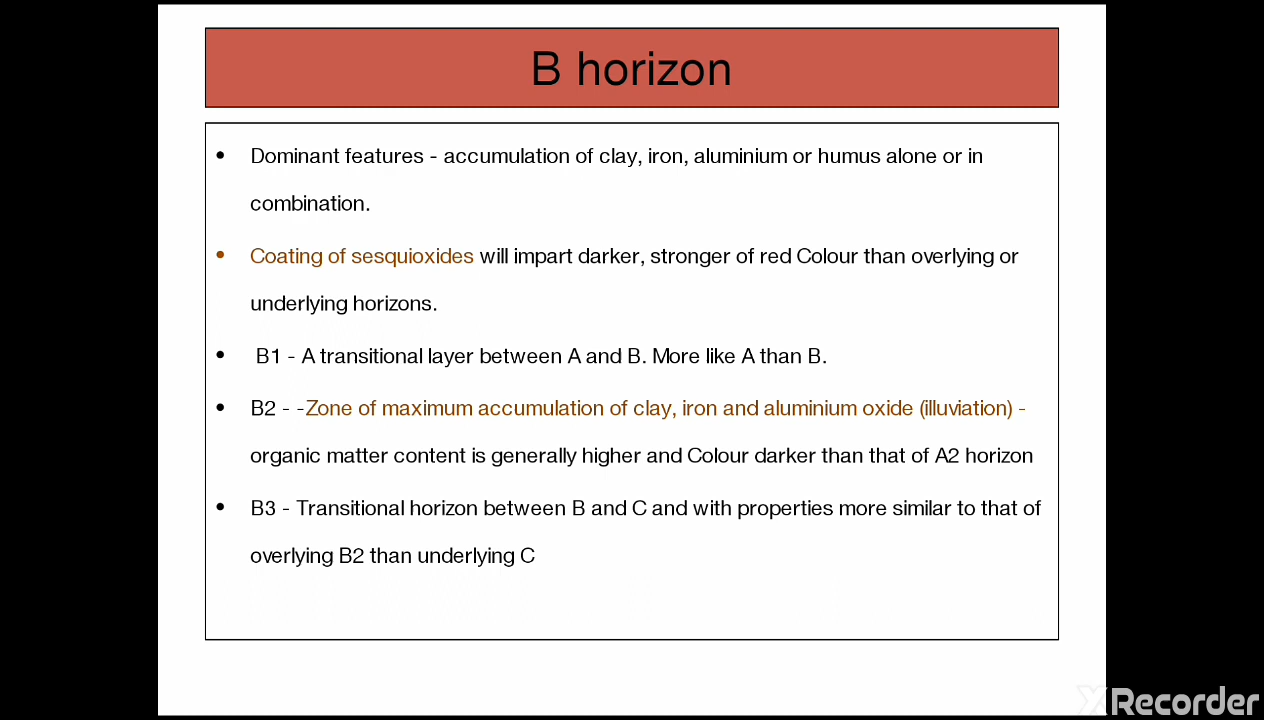 B horizon
• Dominant features - accumulation of clay, iron, aluminium or humus alone or in
combination.
• Coating of sesquioxides will impart darker, stronger of red Colour than overlying or
underlying horizons.
• B1 - A transitional layer between A and B. More like A than B.
• B2 - -Zone of maximum accumulation of clay, iron and aluminium oxide (illuviation) -
organic matter content is generally higher and Colour darker than that of A2 horizon
• B3 - Transitional horizon between B and C and with properties more similar to that of
overlying B2 than underlying C
XRecorder